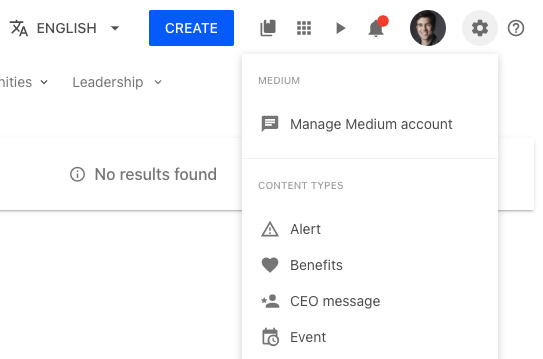 ENGLISH CREATE
nities Leadership
MEDIUM
Manage Medium account
No results found
CONTENT TYPES
Alert
Benefits
CEO message
Event